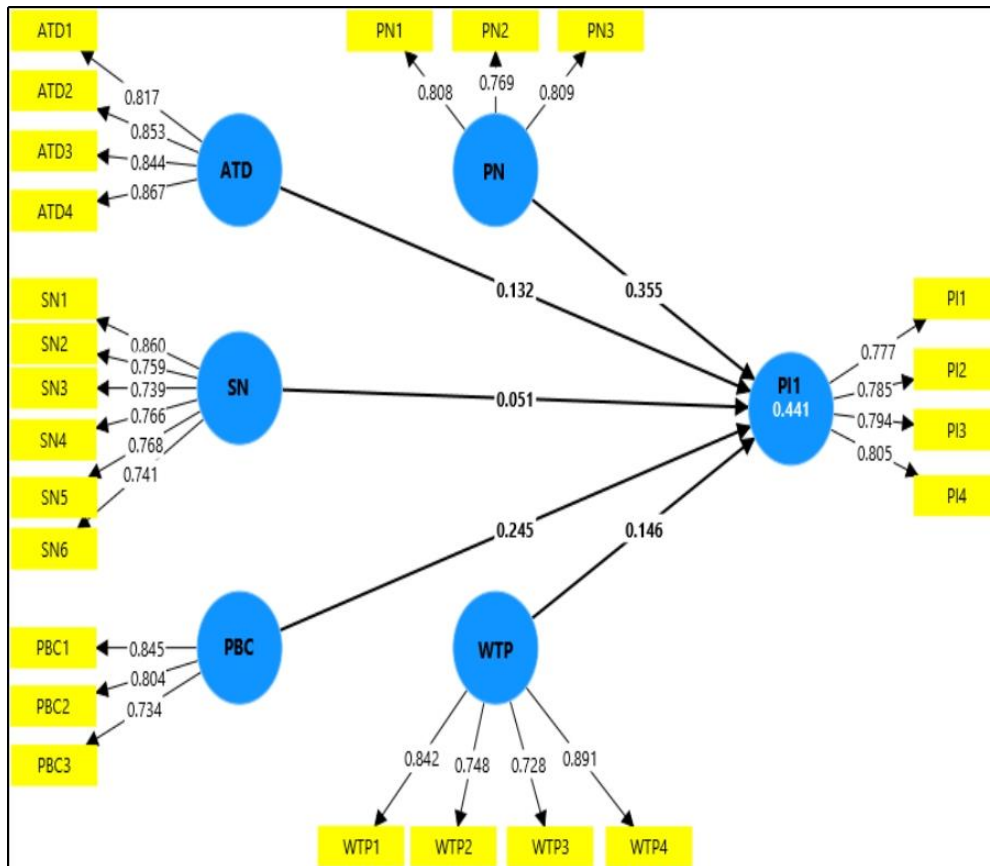 ATD1
ATD2
ATD3
ATD4
0.817
0.853
0.844
0.867
ATD
PN1
PN2
PN3
0.808
0.769
0.809
PN
0.132
0.355
SN1
SN2
SN3
SN4
SN5
SN6
0.860
0.759
0.739
0.766
0.768
0.741
SN
0.051
PI1
0.441
0.777
0.785
0.794
0.805
PI1
PI2
PI3
PI4
0.245
0.146
PBC1
PBC2
PBC3
0.845
0.804
0.734
PBC
WTP
0.842
0.748
0.728
0.891
WTP1
WTP2
WTP3
WTP4